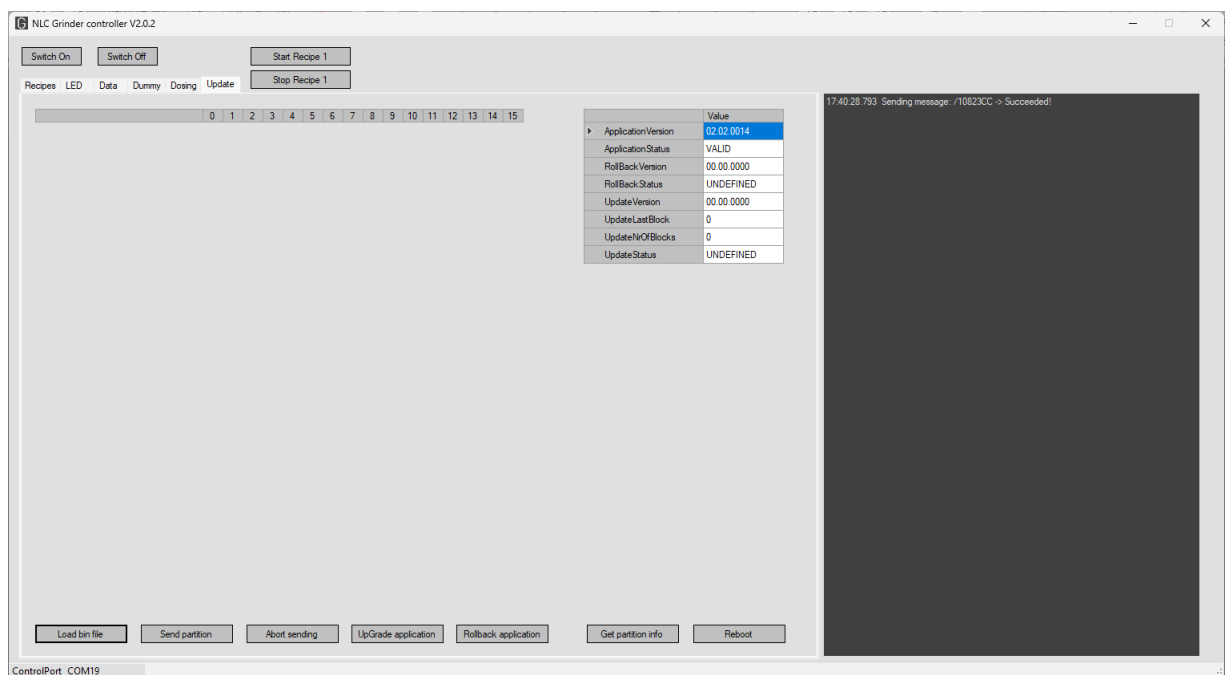 NLC Grinder controller V2.0.2
Switch On Switch Off Start Recipe 1
Stop Recipe 1
Recipes LED Data Dummy Dosing Update
0 1 2 3 4 5 6 7 8 9 10 11 12 13 14 15
Value
ApplicationVersion 02.02.0014
ApplicationStatus VALID
RollBackVersion 00.00.0000
RollBackStatus UNDEFINED
UpdateVersion 00.00.0000
UpdateLastBlock 0
UpdateNrOfBlocks 0
UpdateStatus UNDEFINED
17:40:28.793 Sending message: /10823CC -> Succeeded!
Load bin file Send partition Abort sending UpGrade application Rollback application Get partition info Reboot
ControlPort COM19